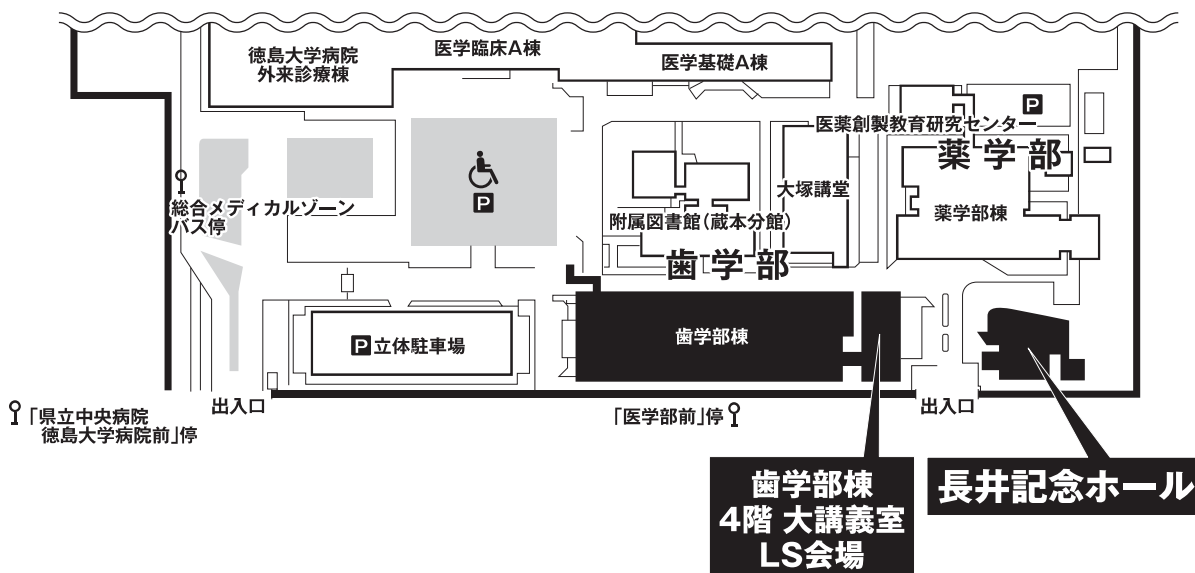 徳島大学病院
外来診療棟
医学臨床A棟
医学基礎A棟
P
医薬創製教育研究センター
薬学部
薬学部棟
大塚講堂
P
総合メディカルゾーン
バス停
附属図書館(蔵本分館)
歯学部
歯学部棟
P立体駐車場
出入口
出入口
「県立中央病院
徳島大学病院前」停
「医学部前」停
歯学部棟
4階 大講義室
LS会場
長井記念ホール